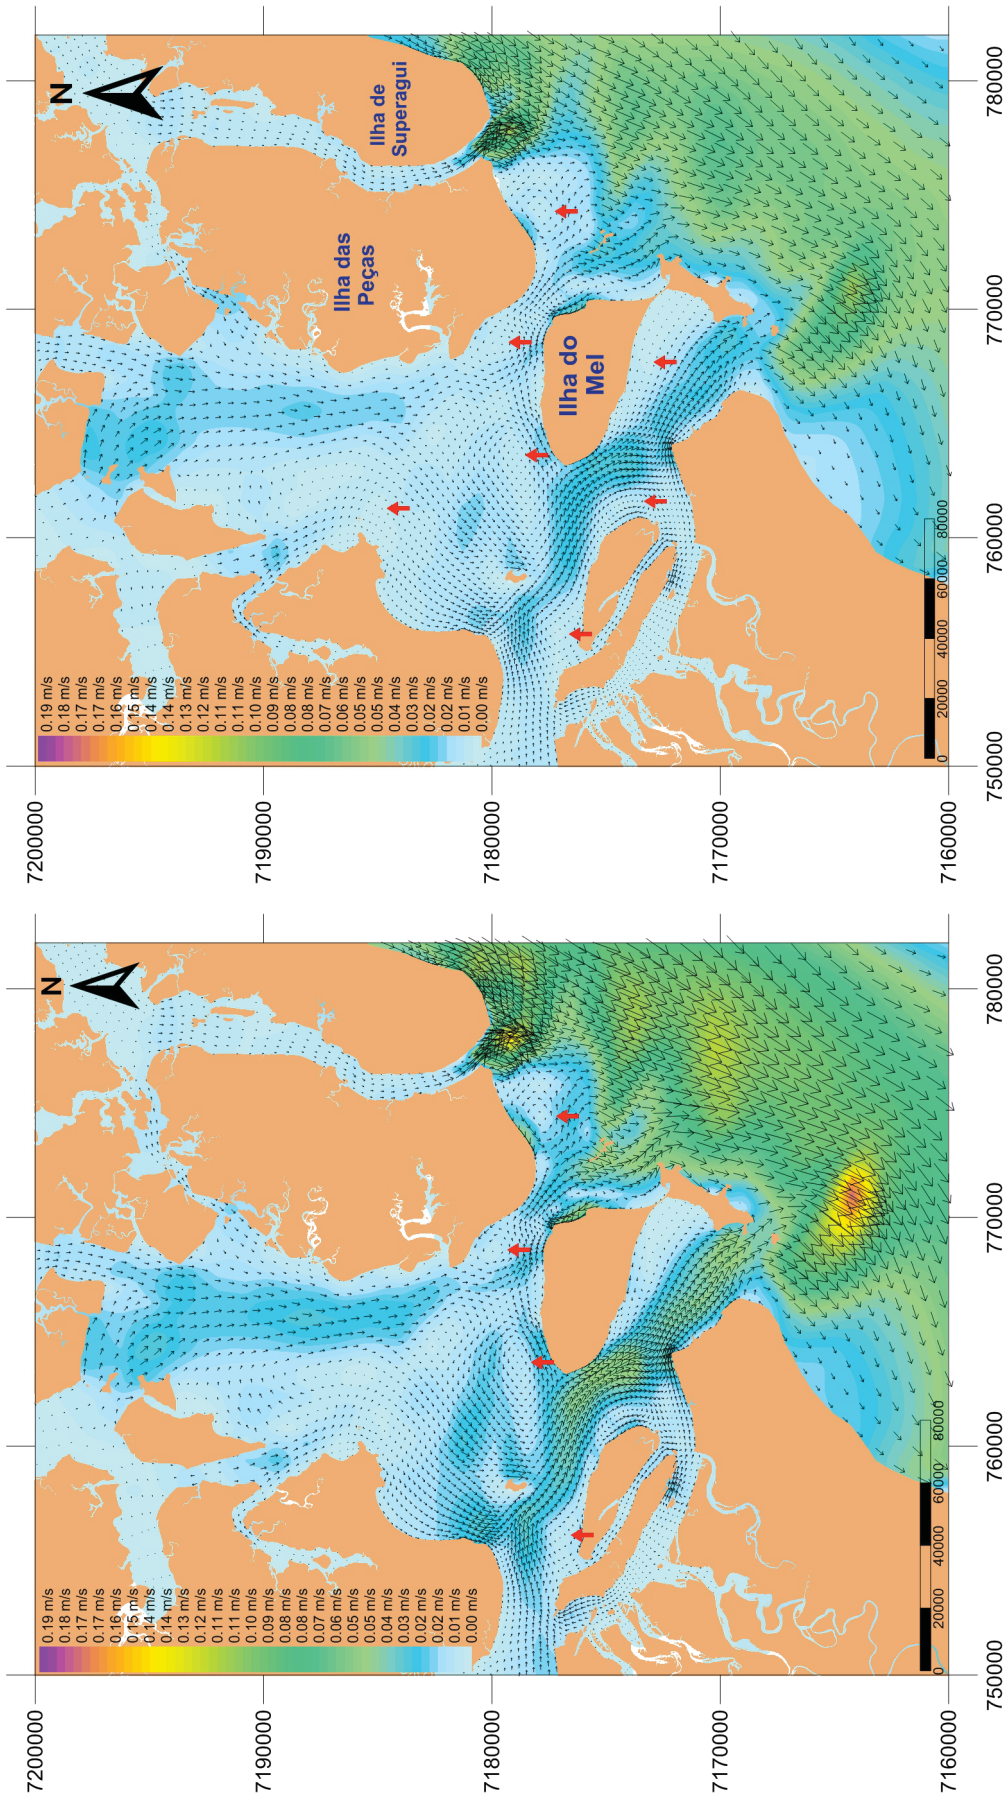 7200000
N
0.19 m/s
0.18 m/s
0.17 m/s
0.17 m/s
0.16 m/s
0.15 m/s
0.14 m/s
0.14 m/s
0.13 m/s
0.12 m/s
0.11 m/s
0.11 m/s
0.10 m/s
0.09 m/s
0.08 m/s
0.08 m/s
0.07 m/s
0.06 m/s
0.05 m/s
0.05 m/s
0.04 m/s
0.03 m/s
0.02 m/s
0.02 m/s
0.01 m/s
0.00 m/s
7190000
7180000
7170000
7160000
0 20000 40000 60000 80000
750000 760000 770000 780000
7200000
N
0.19 m/s
0.18 m/s
0.17 m/s
0.17 m/s
0.16 m/s
0.15 m/s
0.14 m/s
0.14 m/s
0.13 m/s
0.12 m/s
0.11 m/s
0.11 m/s
0.10 m/s
0.09 m/s
0.08 m/s
0.08 m/s
0.07 m/s
0.06 m/s
0.05 m/s
0.05 m/s
0.04 m/s
0.03 m/s
0.02 m/s
0.02 m/s
0.01 m/s
0.00 m/s
Ilha das
Peças
Ilha de
Superagui
Ilha do
Mel
7190000
7180000
7170000
7160000
0 20000 40000 60000 80000
750000 760000 770000 780000